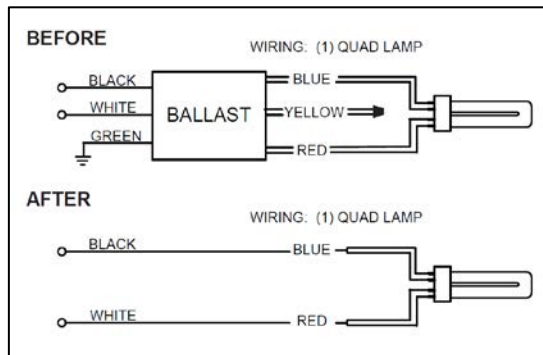 BEFORE
WIRING: (1) QUAD LAMP
BLACK
BLUE
WHITE
BALLAST
YELLOW
GREEN
RED
AFTER
WIRING: (1) QUAD LAMP
BLACK
BLUE
WHITE
RED